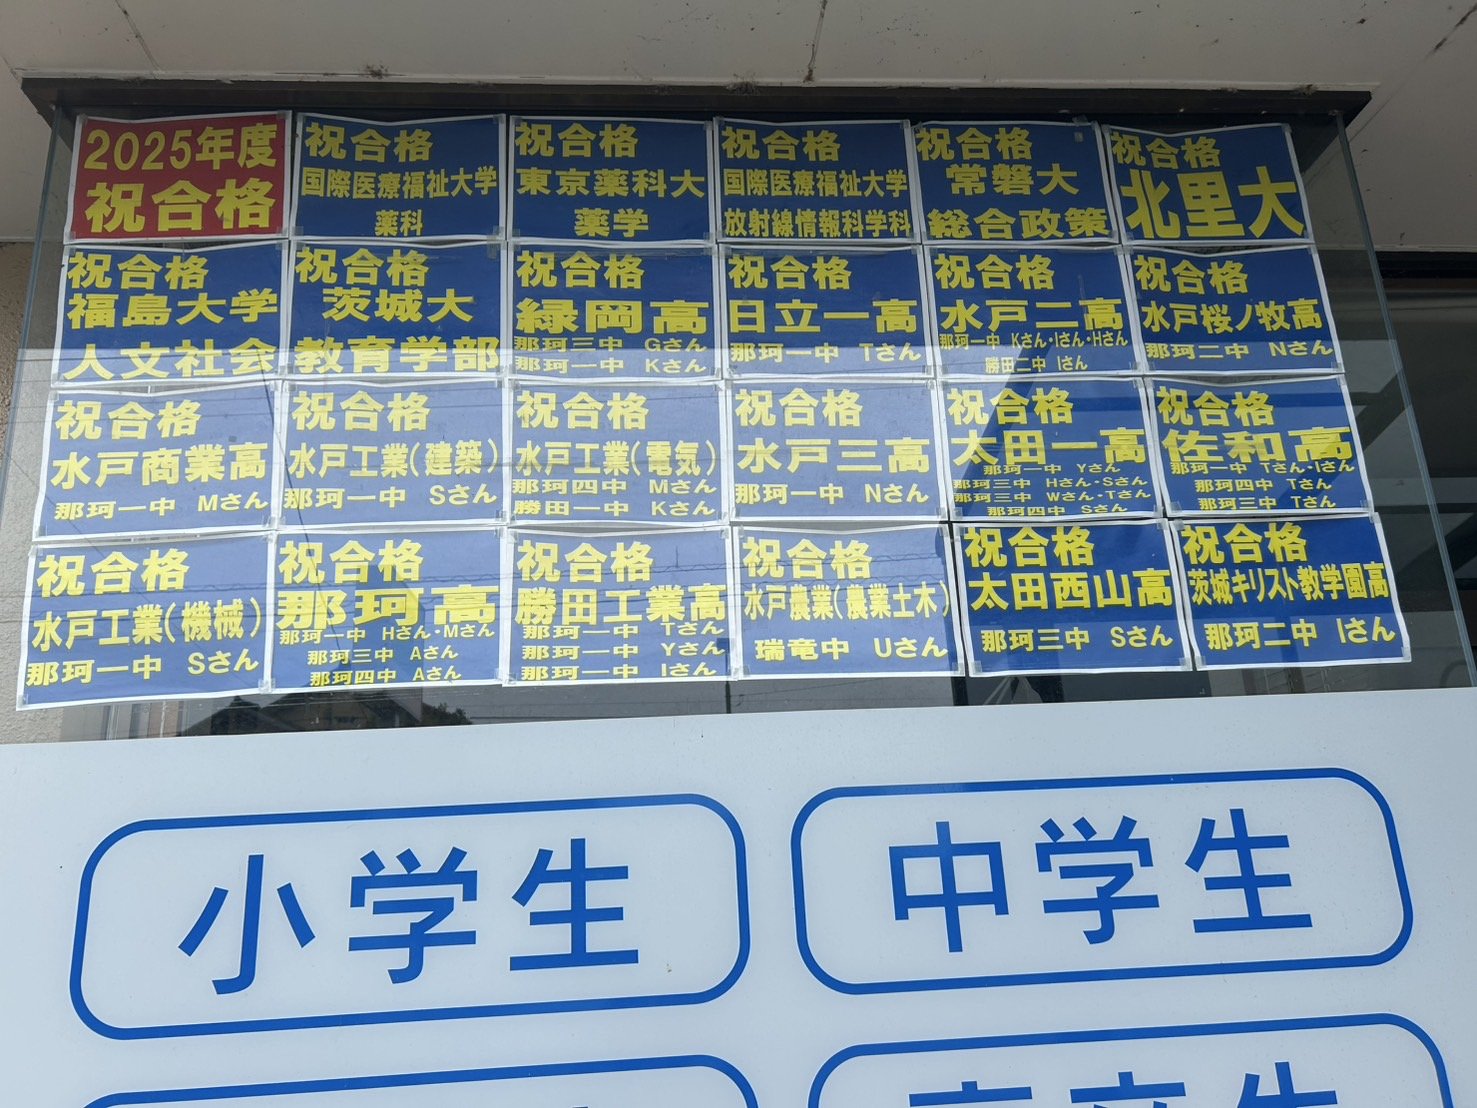 2025年度
祝合格
祝合格
国際医療福祉大学
薬科
祝合格
東京薬科大
薬学
祝合格
国際医療福祉大学
放射線情報科学科
祝合格
常磐大
総合政策
祝合格
北里大
祝合格
福島大学
人文社会
祝合格
茨城大
教育学部
祝合格
緑岡高
那珂三中 Gさん
那珂一中 Kさん
祝合格
日立一高
那珂一中 Tさん
祝合格
水戸二高
那珂一中 Kさん・Iさん・Hさん
勝田二中 Iさん
祝合格
水戸桜ノ牧高
那珂二中 Nさん
祝合格
水戸商業高
那珂一中 Mさん
祝合格
水戸工業(建築)
那珂一中 Sさん
祝合格
水戸工業(電気)
那珂四中 Mさん
勝田一中 Kさん
祝合格
水戸三高
那珂一中 Nさん
祝合格
太田一高
那珂一中 Yさん
那珂三中 Hさん・Sさん
那珂三中 Wさん・Tさん
那珂四中 Sさん
祝合格
佐和高
那珂一中 Tさん・Iさん
那珂四中 Tさん
那珂三中 Tさん
祝合格
水戸工業(機械)
那珂一中 Sさん
祝合格
那珂高
那珂一中 Hさん・Mさん
那珂三中 Aさん
那珂四中 Aさん
祝合格
勝田工業高
那珂一中 Tさん
那珂一中 Yさん
那珂一中 Iさん
祝合格
水戸農業(農業土木)
瑞竜中 Uさん
祝合格
太田西山高
那珂三中 Sさん
祝合格
茨城キリスト教学園高
那珂二中 Iさん
小学生
中学生